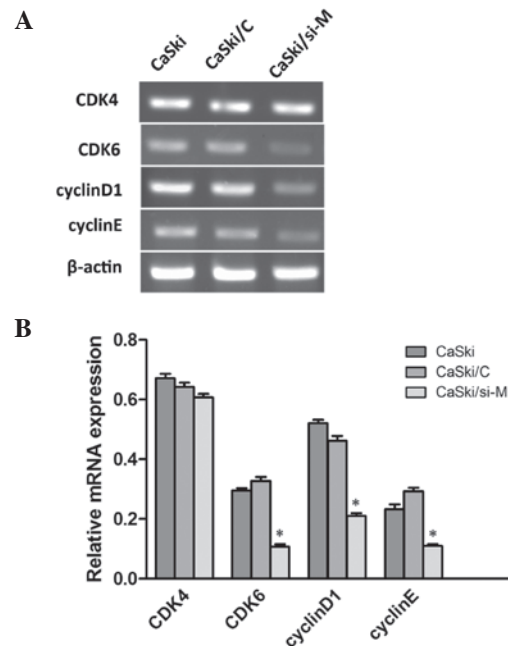 A
CaSki
CaSki/C
CaSki/si-M
CDK4
CDK6
cyclinD1
cyclinE
β-actin
B
Relative mRNA expression
0.8
0.6
0.4
0.2
0.0
CaSki
CaSki/C
CaSki/si-M
*
*
*
CDK4
CDK6
cyclinD1
cyclinE